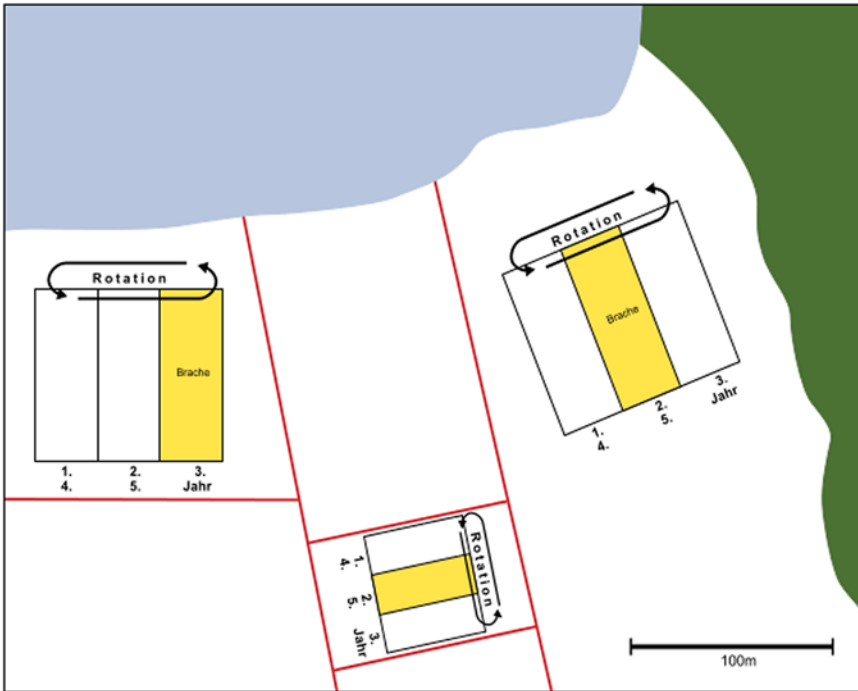 Rotation
Brache
1. 2. 3.
4. 5. Jahr
Rotation
Brache
1. 2. 3.
4. 5. Jahr
Rotation
1. 2. 3.
4. 5. Jahr
100m